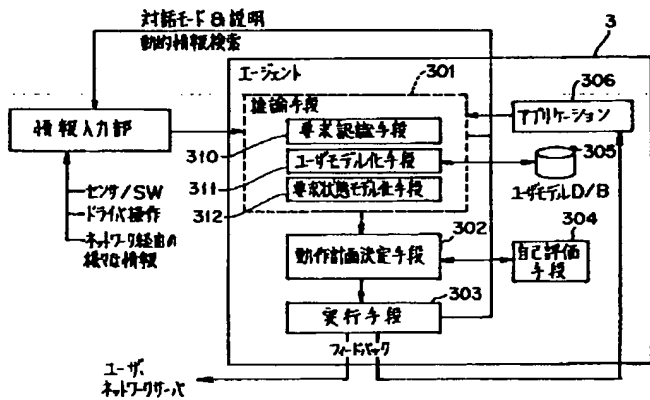 対話モード&説明
動的情報検索
3
エージェント
301
306
推論手段
アプリケーション
情報入力部
要求認識手段
310
305
ユーザモデル化手段
311
ユーザモデルD/B
要求状態モデル化手段
312
センサ/SW
ドライバ操作
ネットワーク経由の
様々な情報
302
304
動作計画決定手段
自己評価
手段
303
実行手段
フィードバック
ユーザ、
ネットワークサーバ